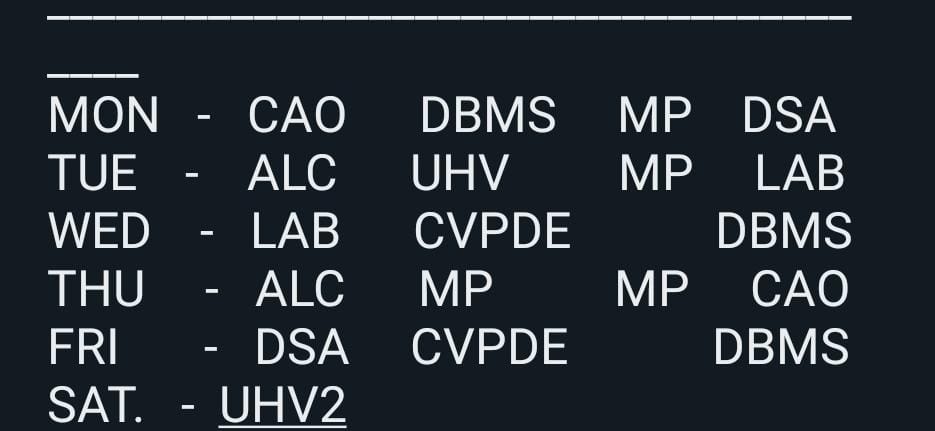 MON - CAO DBMS MP DSA
TUE - ALC UHV MP LAB
WED - LAB CVPDE DBMS
THU - ALC MP MP CAO
FRI - DSA CVPDE DBMS
SAT. - UHV2